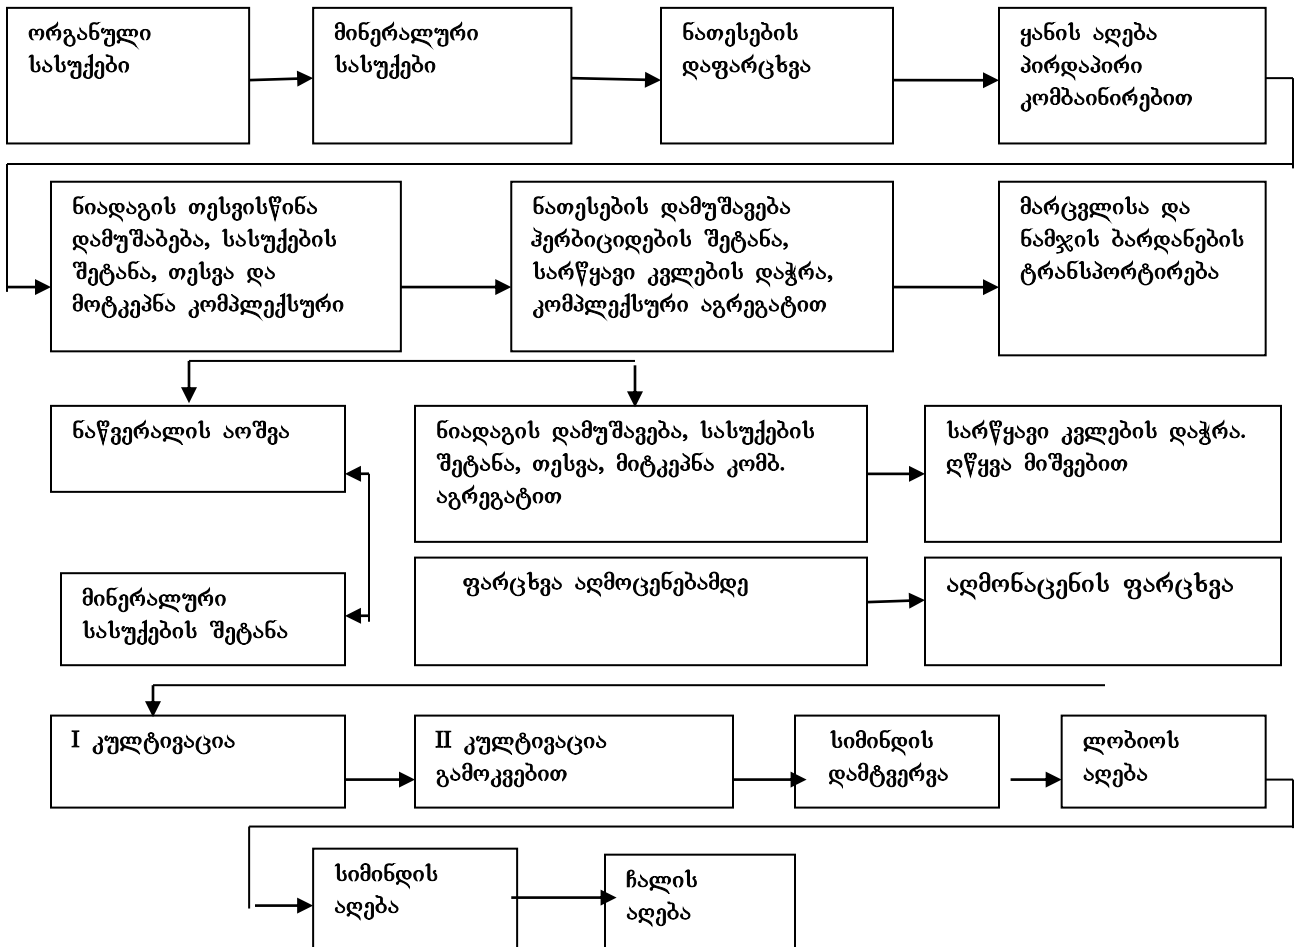 ორგანული
სასუქები
მინერალური
სასუქები
ნათესების
დაფარცხვა
ყანის აღება
პირდაპირი
კომბაინირებით
ნიადაგის თესვისწინა
დამუშაბება, სასუქების
შეტანა, თესვა და
მოტკეპნა კომპლექსური
ნათესების დამუშავება
ჰერბიციდების შეტანა,
სარწყავი კვლების დაჭრა,
კომპლექსური აგრეგატით
მარცვლისა და
ნამჯის ბარდანების
ტრანსპორტირება
ნაწვერალის აოშვა
ნიადაგის დამუშავება, სასუქების
შეტანა, თესვა, მიტკეპნა კომბ.
აგრეგატით
სარწყავი კვლების დაჭრა.
ღწყვა მიშვებით
მინერალური
სასუქების შეტანა
ფარცხვა აღმოცენებამდე
აღმონაცენის ფარცხვა
I კულტივაცია
II კულტივაცია
გამოკვებით
სიმინდის
დამტვერვა
ლობიოს
აღება
სიმინდის
აღება
ჩალის
აღება